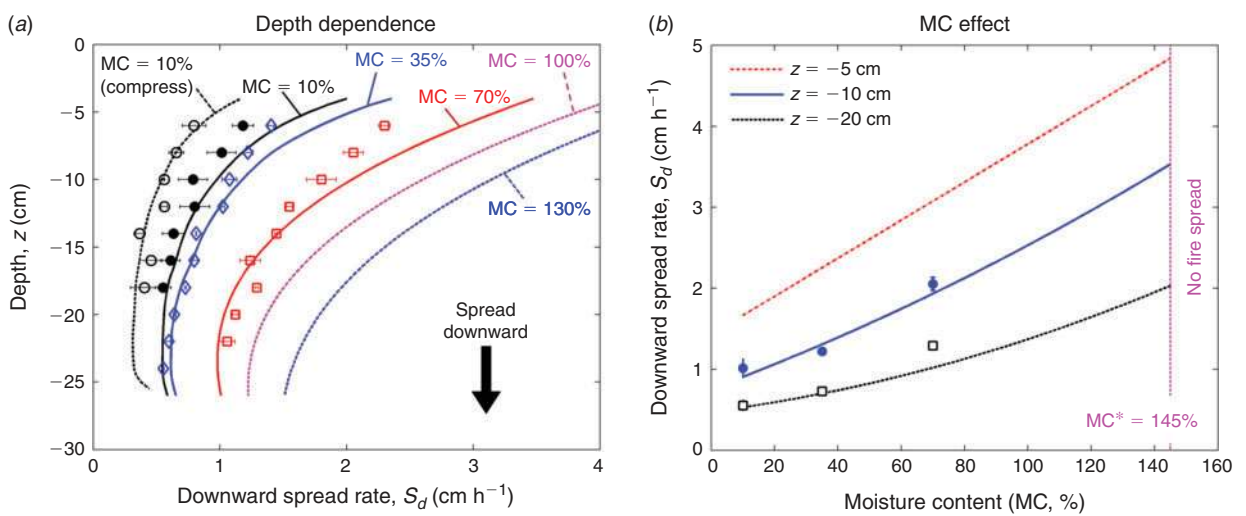 (a)
Depth dependence
0
−5
−10
−15
−20
−25
−30
Depth, z (cm)
MC = 10%
(compress)
MC = 10%
MC = 35%
MC = 100%
MC = 70%
MC = 130%
Spread
downward
0
1
2
3
4
Downward spread rate, S_d (cm h⁻¹)
(b)
MC effect
5
4
3
2
1
0
Downward spread rate, S_d (cm h⁻¹)
z = −5 cm
z = −10 cm
z = −20 cm
No fire spread
MC* = 145%
0
20
40
60
80
100
120
140
160
Moisture content (MC, %)